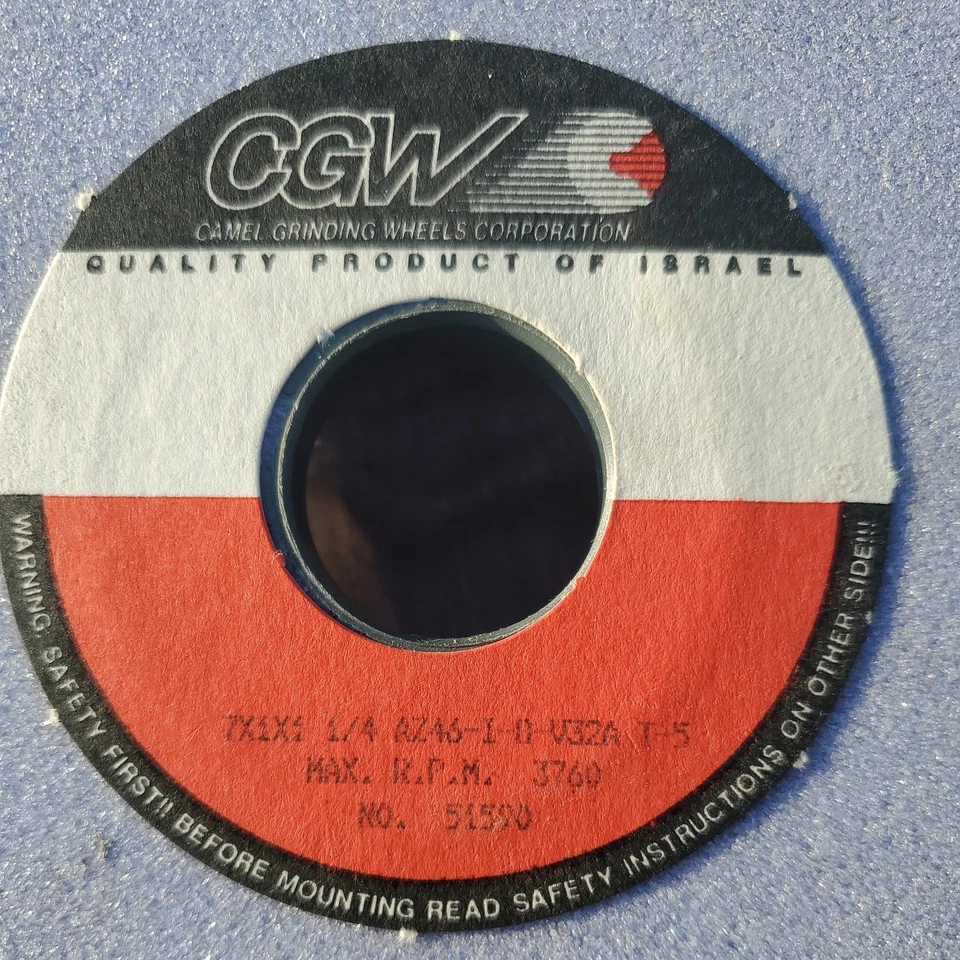 CGW
CAMEL GRINDING WHEELS CORPORATION
QUALITY PRODUCT OF ISRAEL
7X1X1 1/4 AZ46-I-8-V32A T-5
MAX. R.P.M. 3760
NO. 51590
WARNING: SAFETY FIRST!! BEFORE MOUNTING READ SAFETY INSTRUCTIONS ON OTHER SIDE!!!